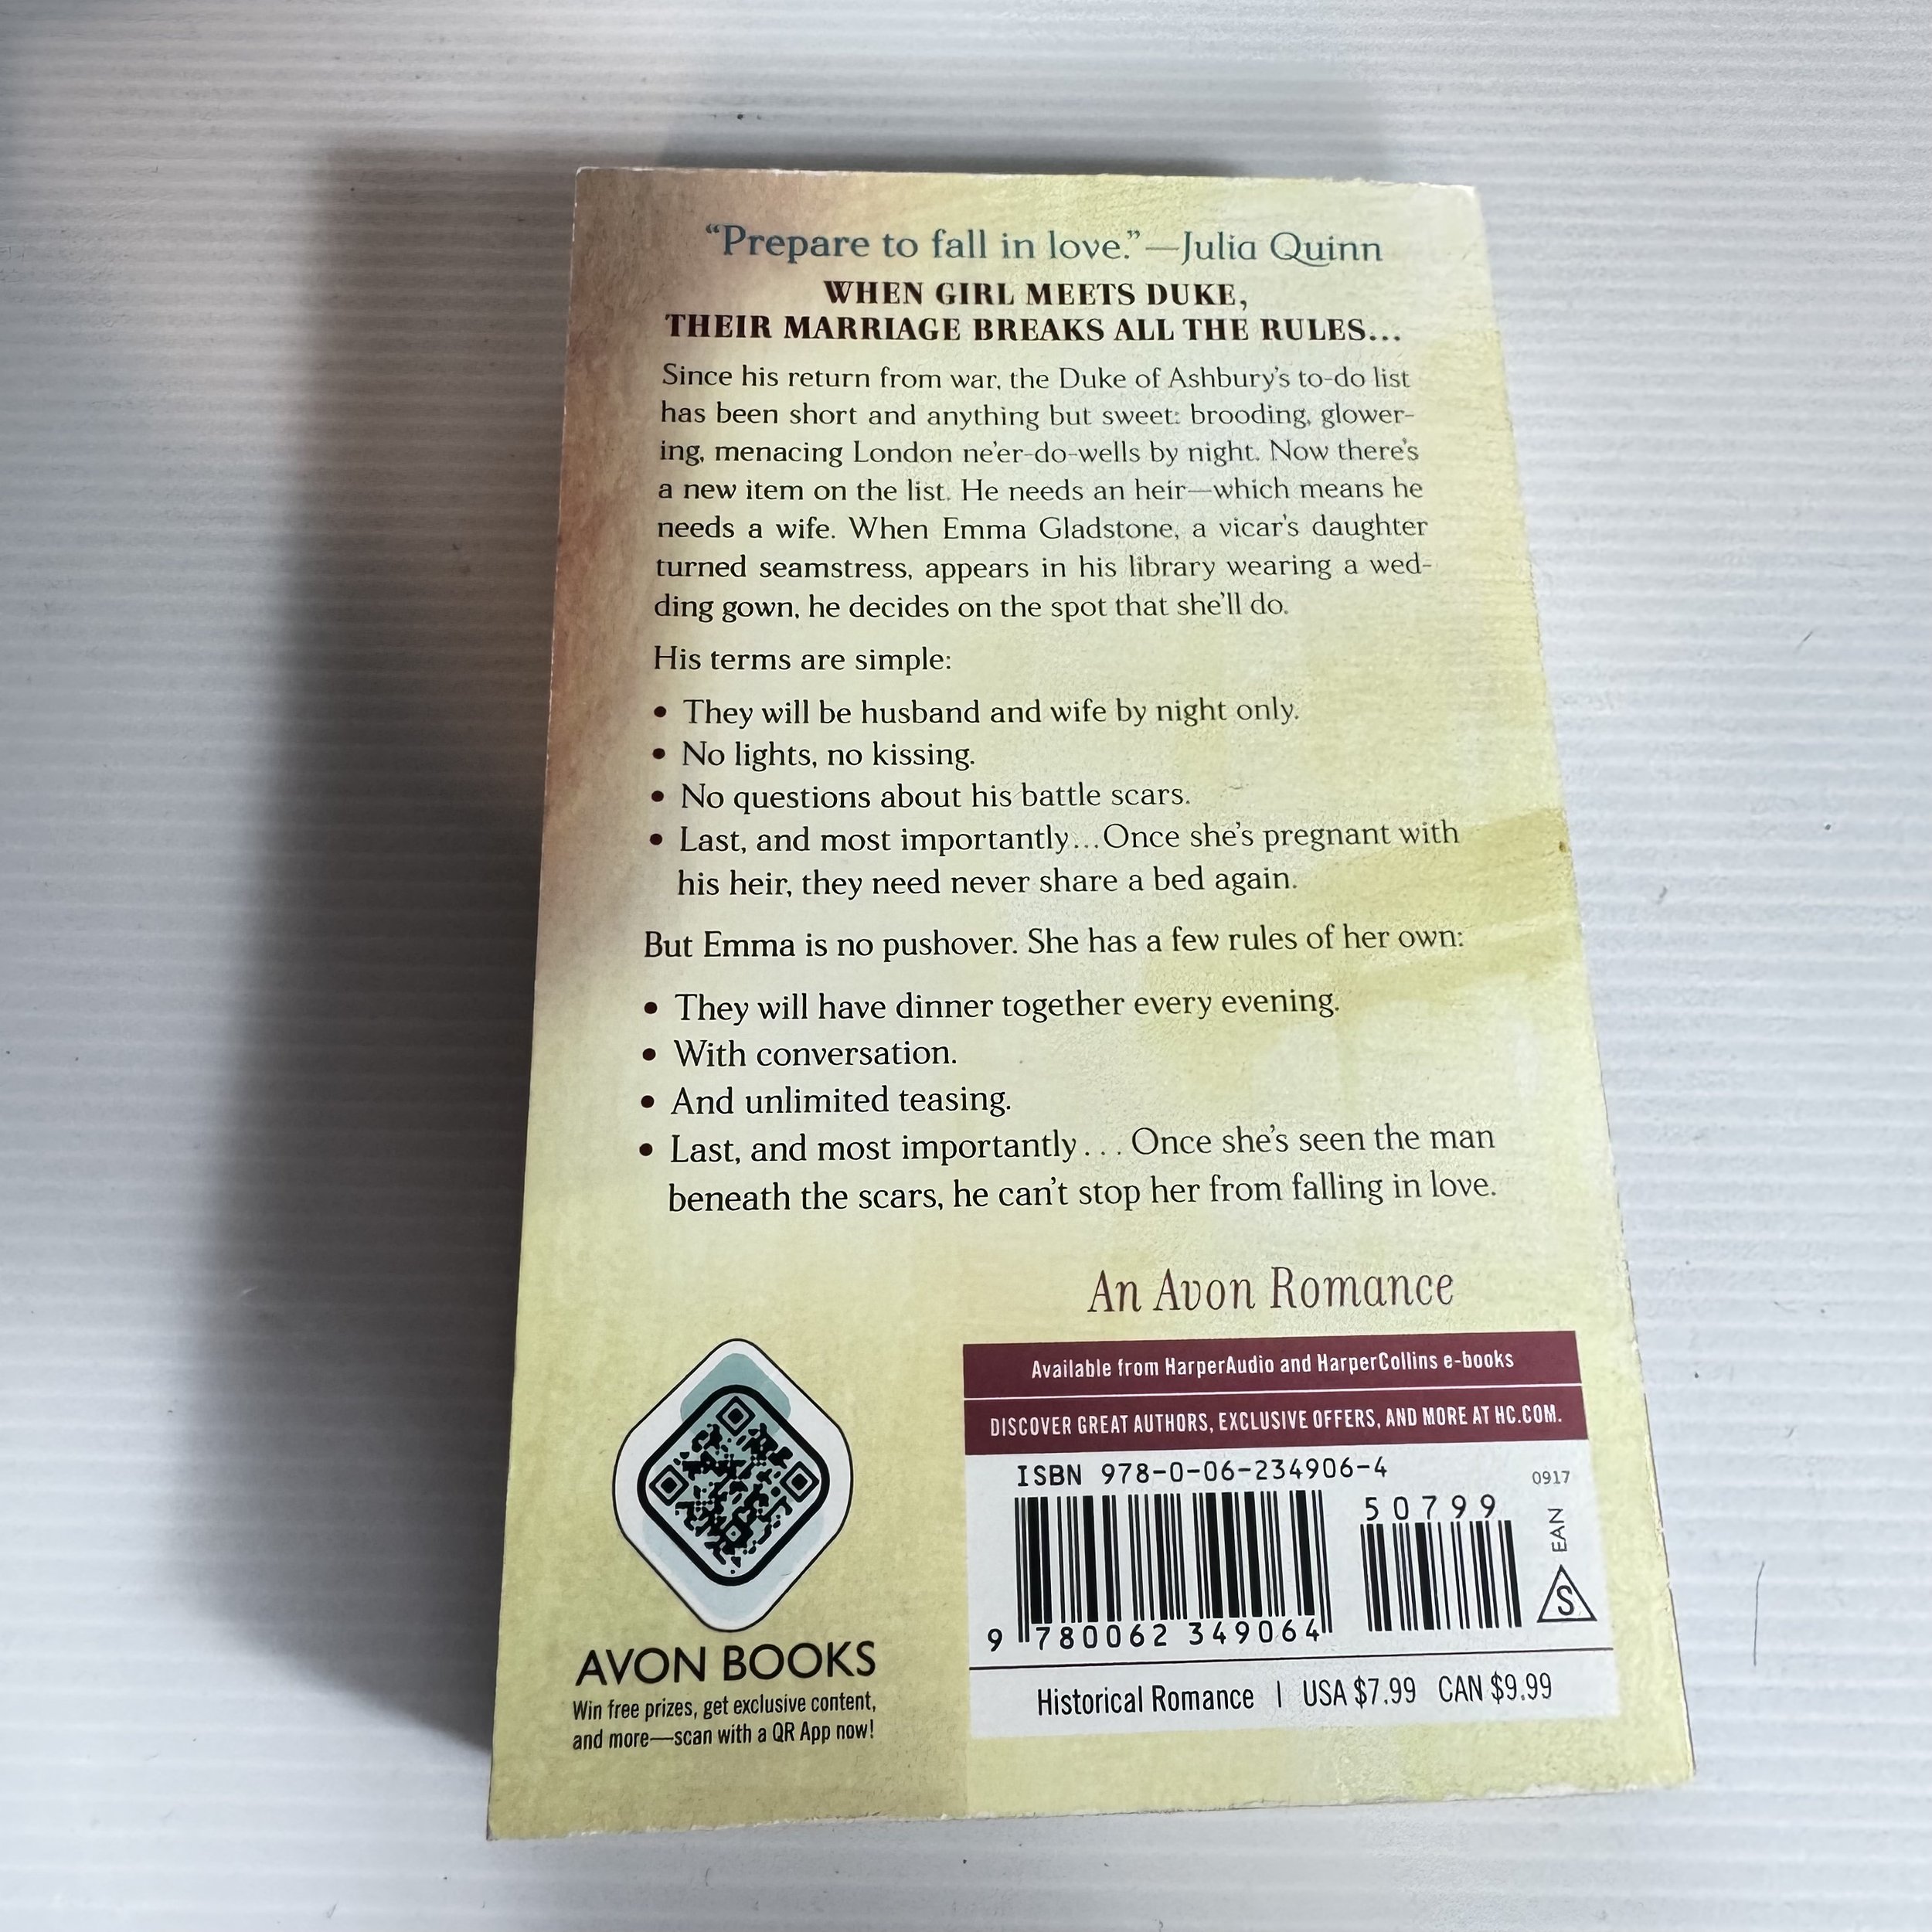 “Prepare to fall in love.”—Julia Quinn
WHEN GIRL MEETS DUKE,
THEIR MARRIAGE BREAKS ALL THE RULES...
Since his return from war, the Duke of Ashbury’s to-do list
has been short and anything but sweet: brooding, glower-
ing, menacing London ne’er-do-wells by night. Now there’s
a new item on the list. He needs an heir—which means he
needs a wife. When Emma Gladstone, a vicar’s daughter
turned seamstress, appears in his library wearing a wed-
ding gown, he decides on the spot that she’ll do.
His terms are simple:
• They will be husband and wife by night only.
• No lights, no kissing.
• No questions about his battle scars.
• Last, and most importantly...Once she’s pregnant with
his heir, they need never share a bed again.
But Emma is no pushover. She has a few rules of her own:
• They will have dinner together every evening.
• With conversation.
• And unlimited teasing.
• Last, and most importantly... Once she’s seen the man
beneath the scars, he can’t stop her from falling in love.
An Avon Romance
Available from HarperAudio and HarperCollins e-books
DISCOVER GREAT AUTHORS, EXCLUSIVE OFFERS, AND MORE AT HC.COM.
ISBN 978-0-06-234906-4
0917
50799
EAN
S
9 780062 349064
Historical Romance | USA $7.99 CAN $9.99
AVON BOOKS
Win free prizes, get exclusive content,
and more—scan with a QR App now!